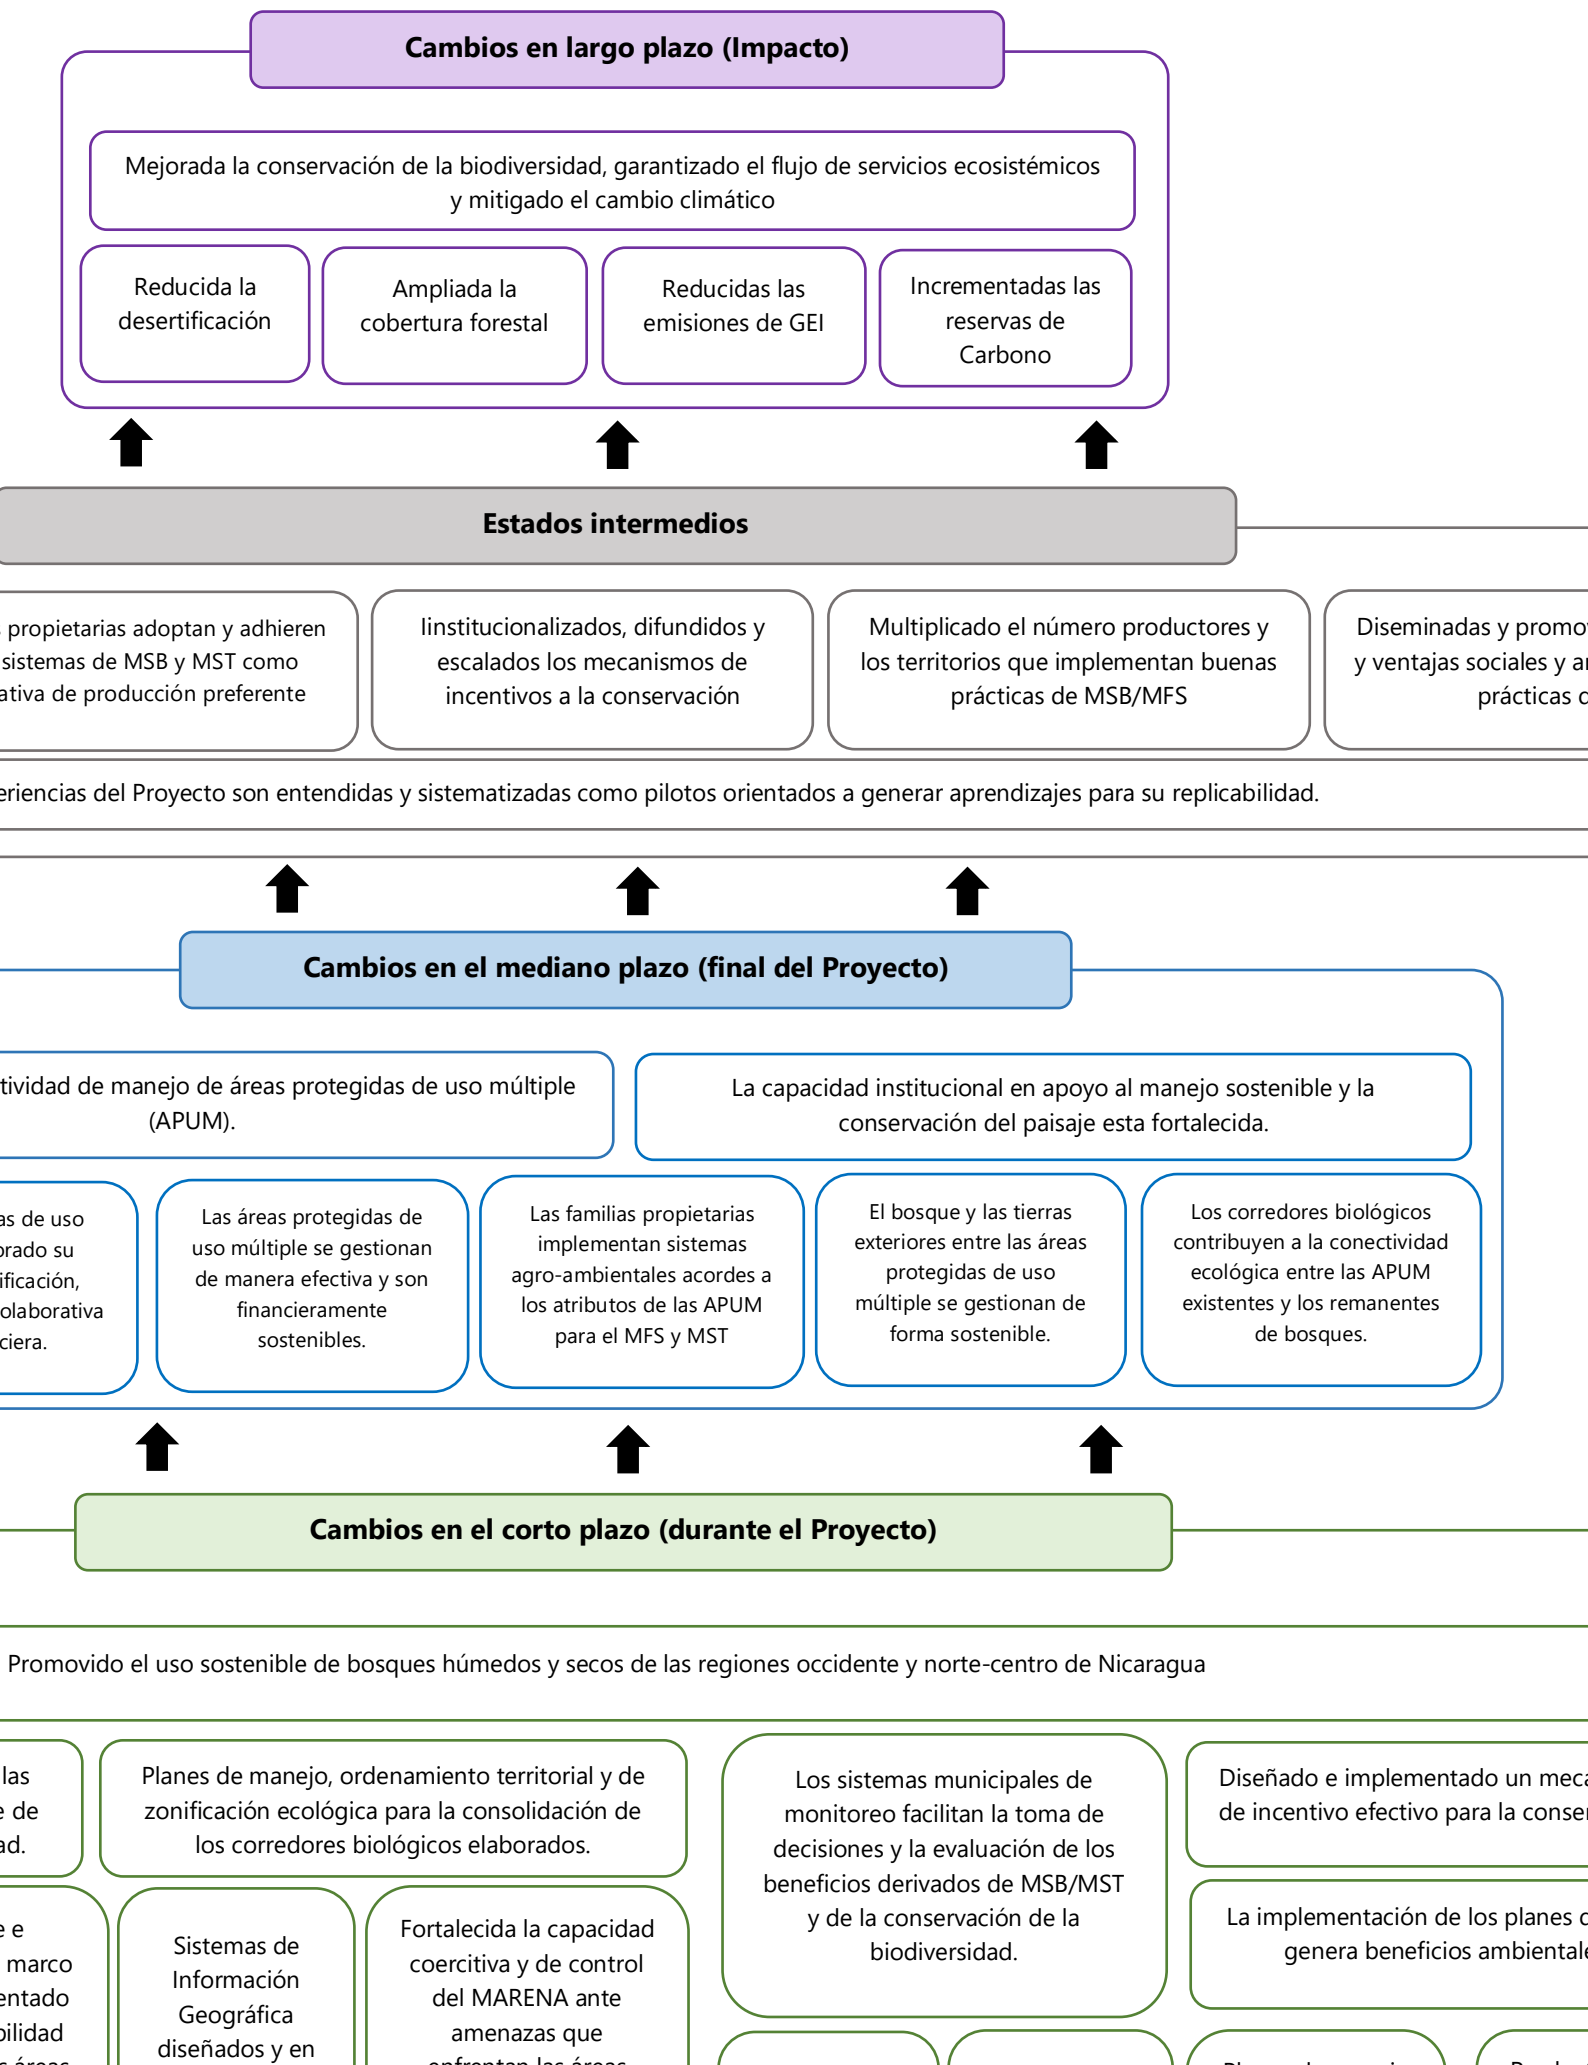 Cambios en largo plazo (Impacto)
Mejorada la conservación de la biodiversidad, garantizado el flujo de servicios ecosistémicos
y mitigado el cambio climático
Reducida la
desertificación
Ampliada la
cobertura forestal
Reducidas las
emisiones de GEI
Incrementadas las
reservas de
Carbono
Estados intermedios
propietarias adoptan y adhieren
sistemas de MSB y MST como
de producción preferente
Iinstitucionalizados, difundidos y
escalados los mecanismos de
incentivos a la conservación
Multiplicado el número productores y
los territorios que implementan buenas
prácticas de MSB/MFS
Diseminadas y
y ventajas sociales y
prácticas
del Proyecto son entendidas y sistematizadas como pilotos orientados a generar aprendizajes para su replicabilidad.
Cambios en el mediano plazo (final del Proyecto)
de manejo de áreas protegidas de uso múltiple
(APUM).
La capacidad institucional en apoyo al manejo sostenible y la
conservación del paisaje esta fortalecida.
de uso
su
Las áreas protegidas de
uso múltiple se gestionan
de manera efectiva y son
financieramente
sostenibles.
Las familias propietarias
implementan sistemas
agro-ambientales acordes a
los atributos de las APUM
para el MFS y MST
El bosque y las tierras
exteriores entre las áreas
protegidas de uso
múltiple se gestionan de
forma sostenible.
Los corredores biológicos
contribuyen a la conectividad
ecológica entre las APUM
existentes y los remanentes
de bosques.
Cambios en el corto plazo (durante el Proyecto)
Promovido el uso sostenible de bosques húmedos y secos de las regiones occidente y norte-centro de Nicaragua
las
de
Planes de manejo, ordenamiento territorial y de
zonificación ecológica para la consolidación de
los corredores biológicos elaborados.
Los sistemas municipales de
monitoreo facilitan la toma de
decisiones y la evaluación de los
beneficios derivados de MSB/MST
y de la conservación de la
biodiversidad.
Diseñado e implementado un
de incentivo efectivo para la
La implementación de los planes
genera beneficios
e
marco
Sistemas de
Información
Geográfica
diseñados y en
Fortalecida la capacidad
coercitiva y de control
del MARENA ante
amenazas que